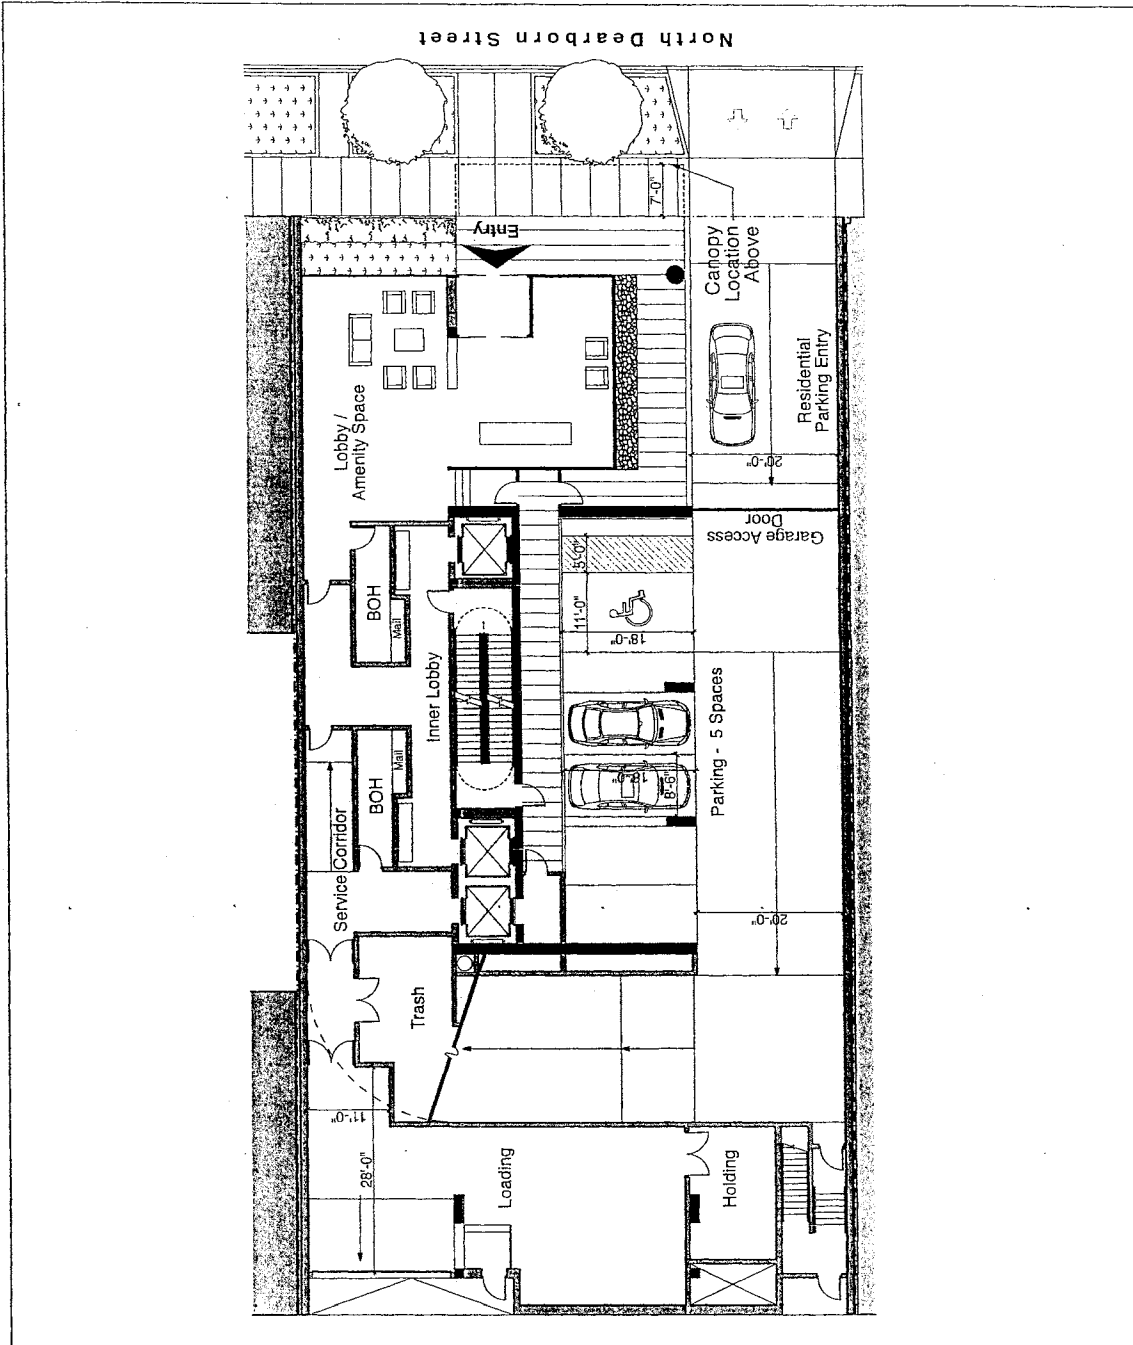 North Dearborn Street
7'-0"
Entry
Canopy
Location
Above
Lobby /
Amenity Space
Residential
Parking Entry
20'-0"
Garage Access
Door
5'-0"
11'-0"
18'-0"
BOH
Mail
Inner Lobby
Parking - 5 Spaces
18'-0"
8'-6"
BOH
Mail
Service Corridor
20'-0"
Trash
11'-0"
28'-0"
Loading
Holding